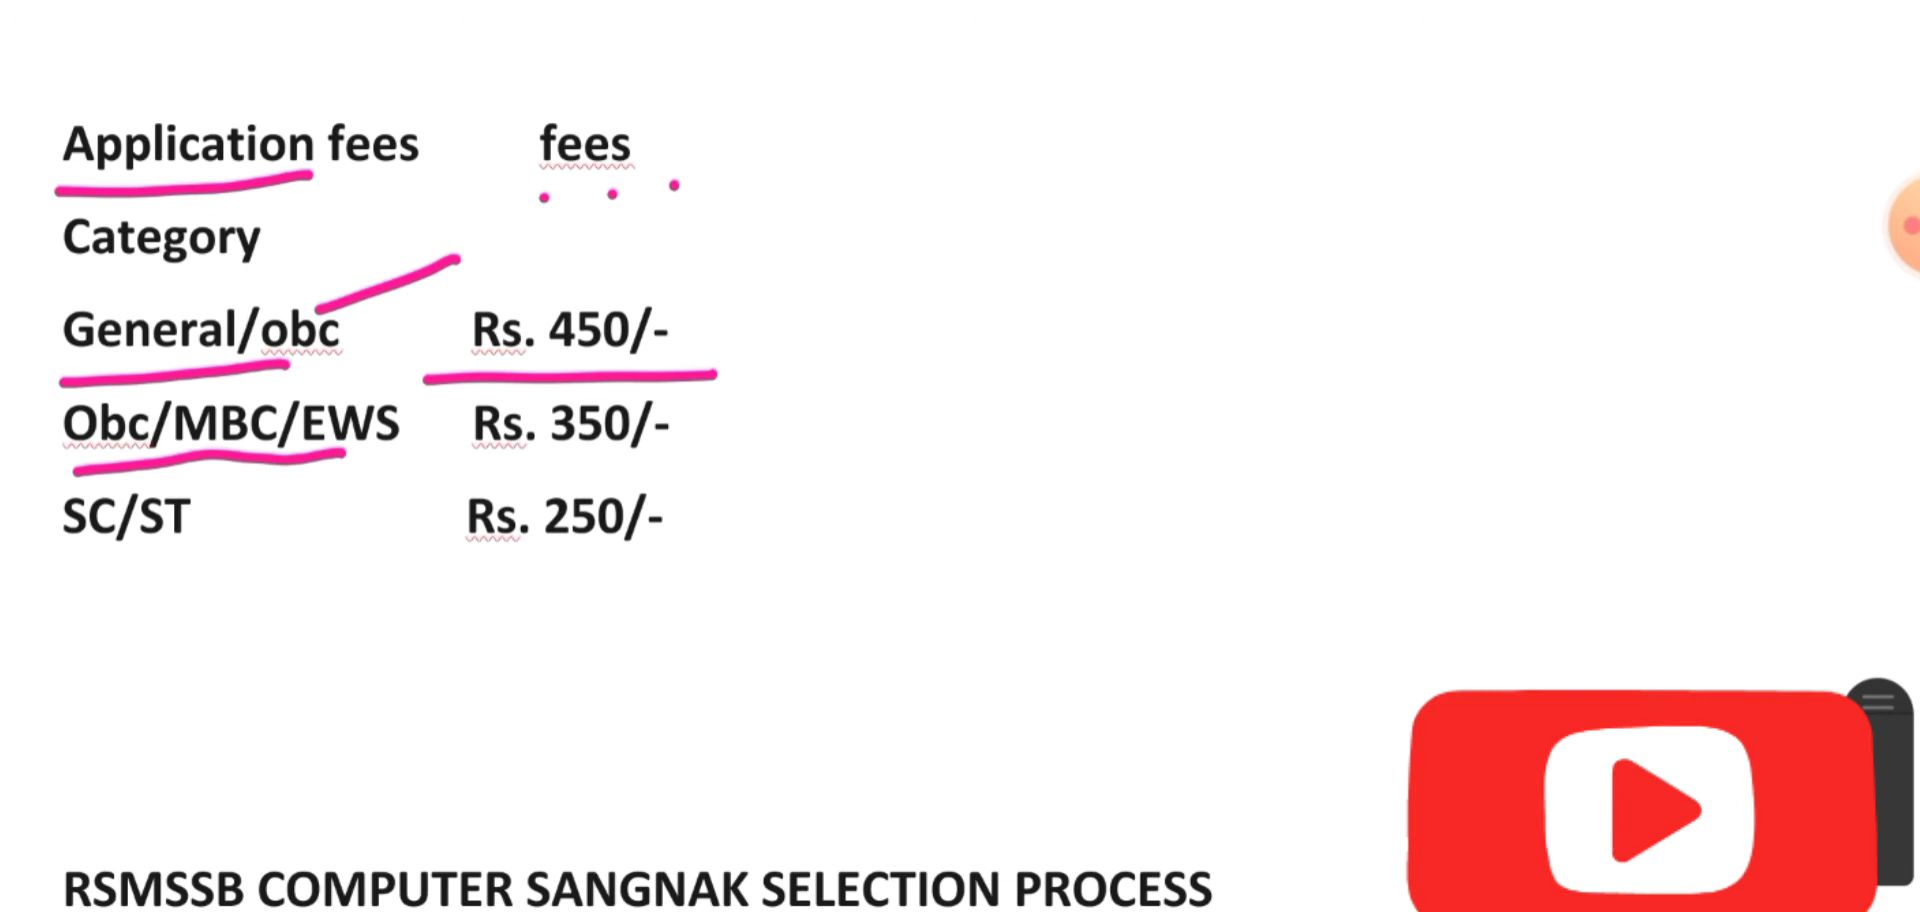 Application fees fees
Category
General/obc Rs. 450/-
Obc/MBC/EWS Rs. 350/-
SC/ST Rs. 250/-
RSMSSB COMPUTER SANGNAK SELECTION PROCESS